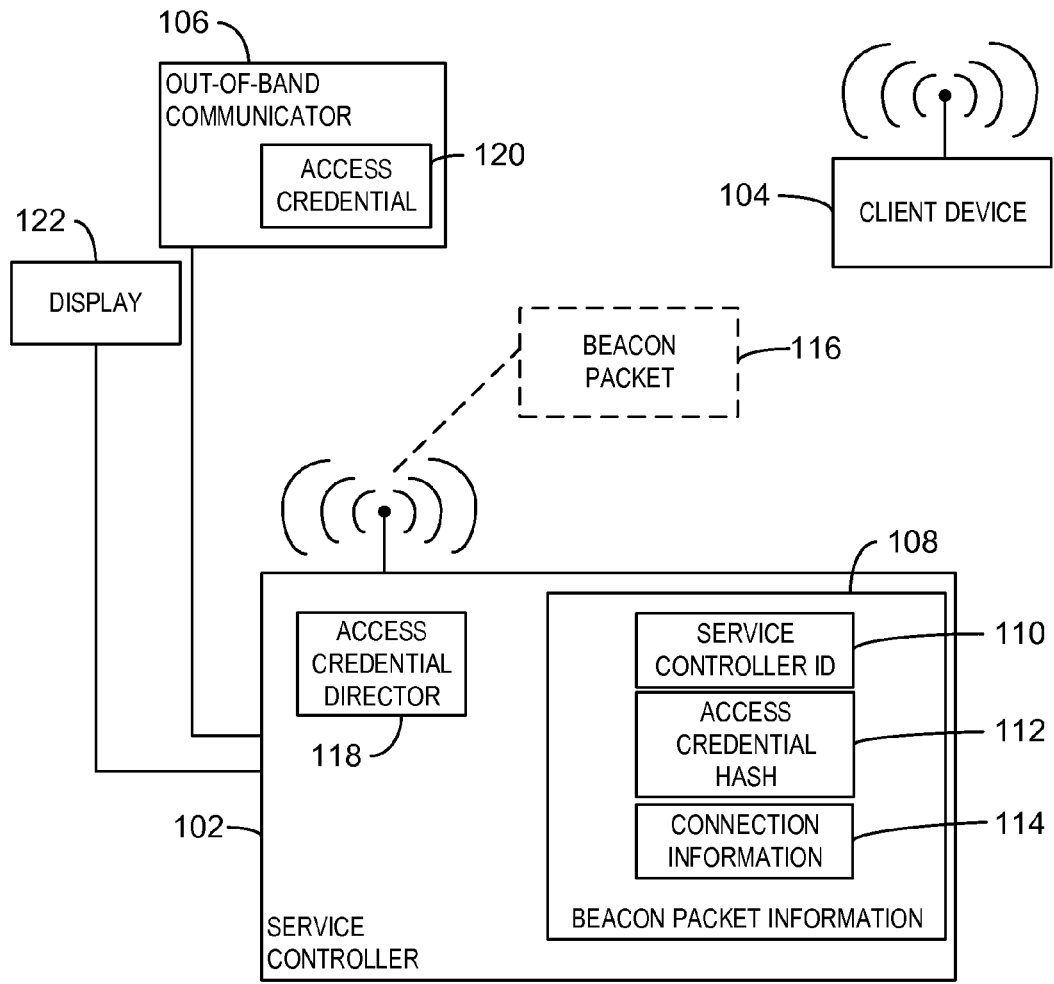 106
OUT-OF-BAND
COMMUNICATOR
ACCESS
CREDENTIAL
120
104
CLIENT DEVICE
122
DISPLAY
BEACON
PACKET
116
108
ACCESS
CREDENTIAL
DIRECTOR
118
SERVICE
CONTROLLER ID
110
ACCESS
CREDENTIAL
HASH
112
CONNECTION
INFORMATION
114
BEACON PACKET INFORMATION
102
SERVICE
CONTROLLER